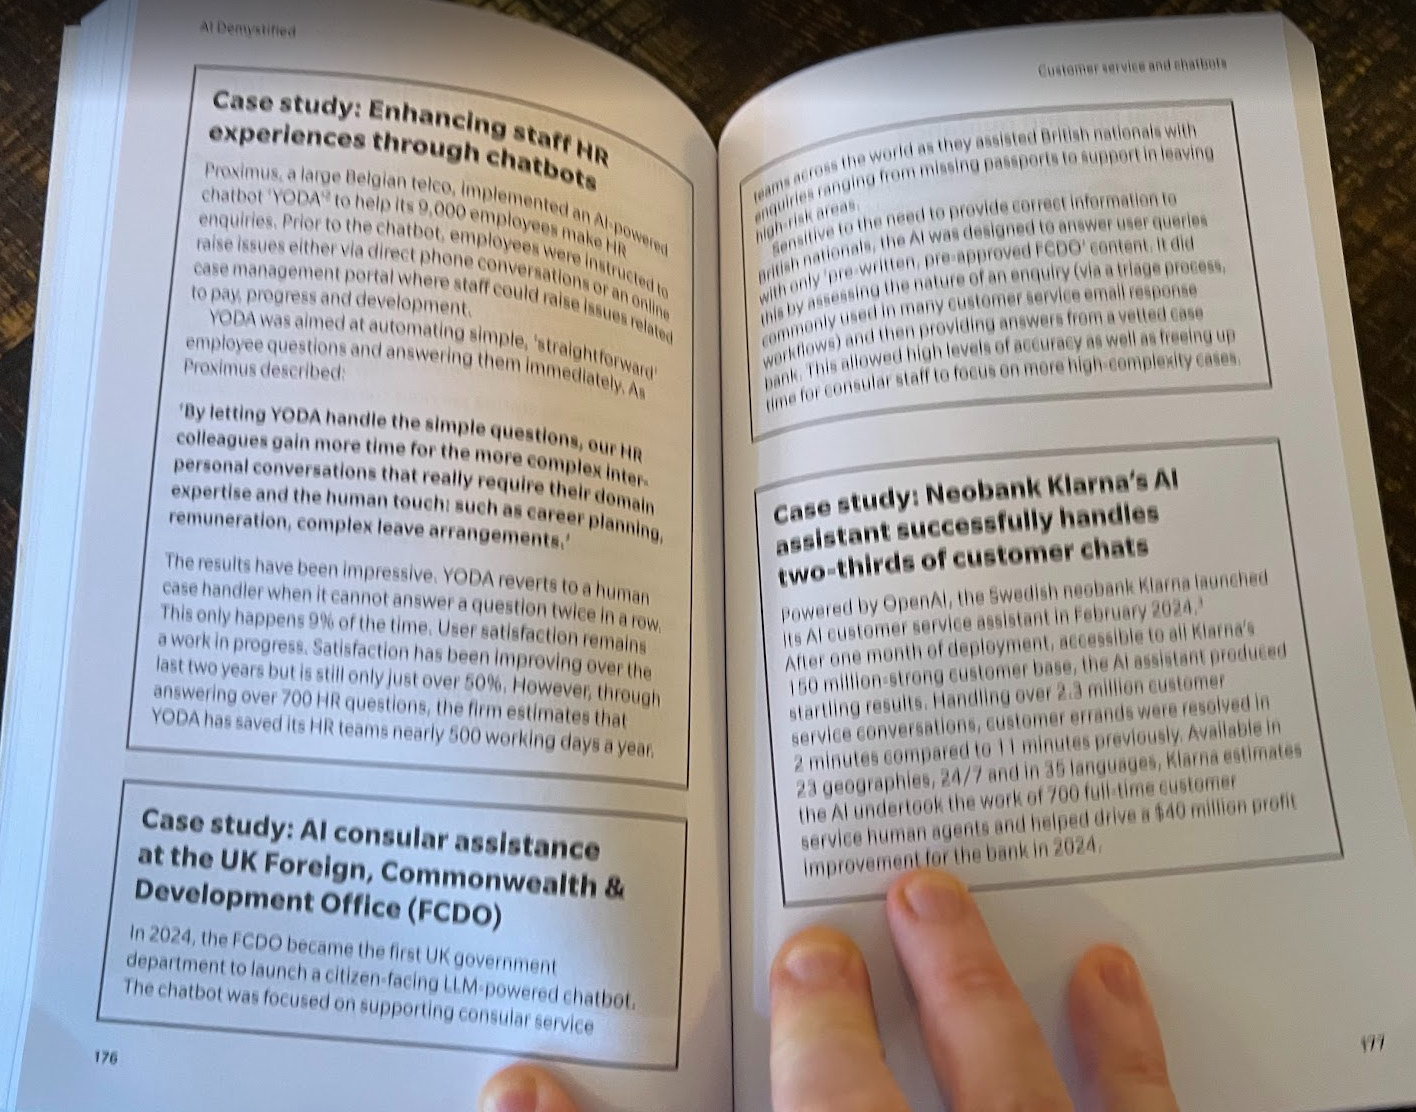 AI Demystified
Case study: Enhancing staff HR
experiences through chatbots
Proximus, a large Belgian telco, implemented an AI-powered
chatbot 'YODA'² to help its 9,000 employees make HR
enquiries. Prior to the chatbot, employees were instructed to
raise issues either via direct phone conversations or an online
case management portal where staff could raise issues related
to pay, progress and development.
YODA was aimed at automating simple, 'straightforward'
employee questions and answering them immediately. As
Proximus described:
'By letting YODA handle the simple questions, our HR
colleagues gain more time for the more complex inter-
personal conversations that really require their domain
expertise and the human touch: such as career planning,
remuneration, complex leave arrangements.'
The results have been impressive. YODA reverts to a human
case handler when it cannot answer a question twice in a row.
This only happens 9% of the time. User satisfaction remains
a work in progress. Satisfaction has been improving over the
last two years but is still only just over 50%. However, through
answering over 700 HR questions, the firm estimates that
YODA has saved its HR teams nearly 500 working days a year.
Case study: AI consular assistance
at the UK Foreign, Commonwealth &
Development Office (FCDO)
In 2024, the FCDO became the first UK government
department to launch a citizen-facing LLM-powered chatbot.
The chatbot was focused on supporting consular service
176
Customer service and chatbots
teams across the world as they assisted British nationals with
enquiries ranging from missing passports to support in leaving
high-risk areas.
Sensitive to the need to provide correct information to
British nationals, the AI was designed to answer user queries
with only 'pre-written, pre-approved FCDO' content. It did
this by assessing the nature of an enquiry (via a triage process,
commonly used in many customer service email response
workflows) and then providing answers from a vetted case
bank. This allowed high levels of accuracy as well as freeing up
time for consular staff to focus on more high-complexity cases.
Case study: Neobank Klarna's AI
assistant successfully handles
two-thirds of customer chats
Powered by OpenAI, the Swedish neobank Klarna launched
its AI customer service assistant in February 2024.³
After one month of deployment, accessible to all Klarna's
150 million-strong customer base, the AI assistant produced
startling results. Handling over 2.3 million customer
service conversations, customer errands were resolved in
2 minutes compared to 11 minutes previously. Available in
23 geographies, 24/7 and in 35 languages, Klarna estimates
the AI undertook the work of 700 full-time customer
service human agents and helped drive a $40 million profit
improvement for the bank in 2024.
177